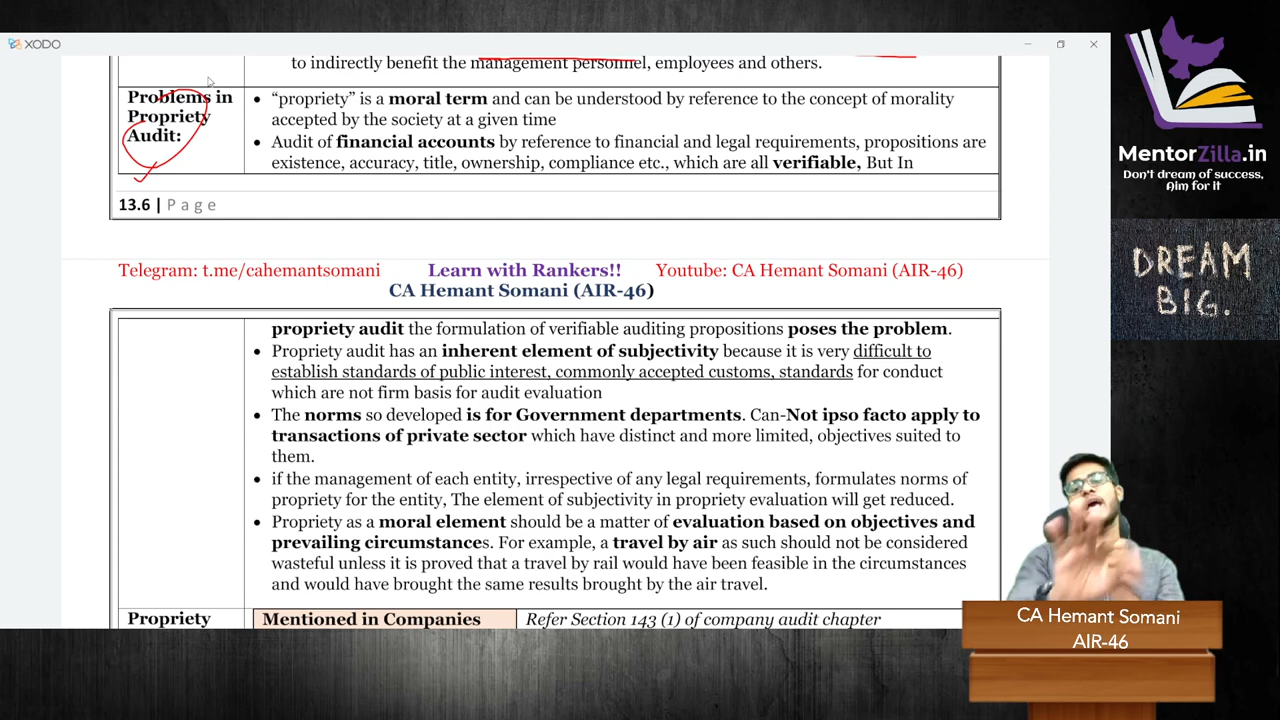 XODO
to indirectly benefit the management personnel, employees and others.
Problems in
Propriety
Audit:
• “propriety” is a moral term and can be understood by reference to the concept of morality
accepted by the society at a given time
• Audit of financial accounts by reference to financial and legal requirements, propositions are
existence, accuracy, title, ownership, compliance etc., which are all verifiable, But In
13.6 | Page
Telegram: t.me/cahemantsomani Learn with Rankers!! Youtube: CA Hemant Somani (AIR-46)
CA Hemant Somani (AIR-46)
propriety audit the formulation of verifiable auditing propositions poses the problem.
• Propriety audit has an inherent element of subjectivity because it is very difficult to
establish standards of public interest, commonly accepted customs, standards for conduct
which are not firm basis for audit evaluation
• The norms so developed is for Government departments. Can-Not ipso facto apply to
transactions of private sector which have distinct and more limited, objectives suited to
them.
• if the management of each entity, irrespective of any legal requirements, formulates norms of
propriety for the entity, The element of subjectivity in propriety evaluation will get reduced.
• Propriety as a moral element should be a matter of evaluation based on objectives and
prevailing circumstances. For example, a travel by air as such should not be considered
wasteful unless it is proved that a travel by rail would have been feasible in the circumstances
and would have brought the same results brought by the air travel.
Propriety
Mentioned in Companies
Refer Section 143 (1) of company audit chapter
MentorZilla.in
Don't dream of success,
Aim for it
DREAM
BIG.
CA Hemant Somani
AIR-46